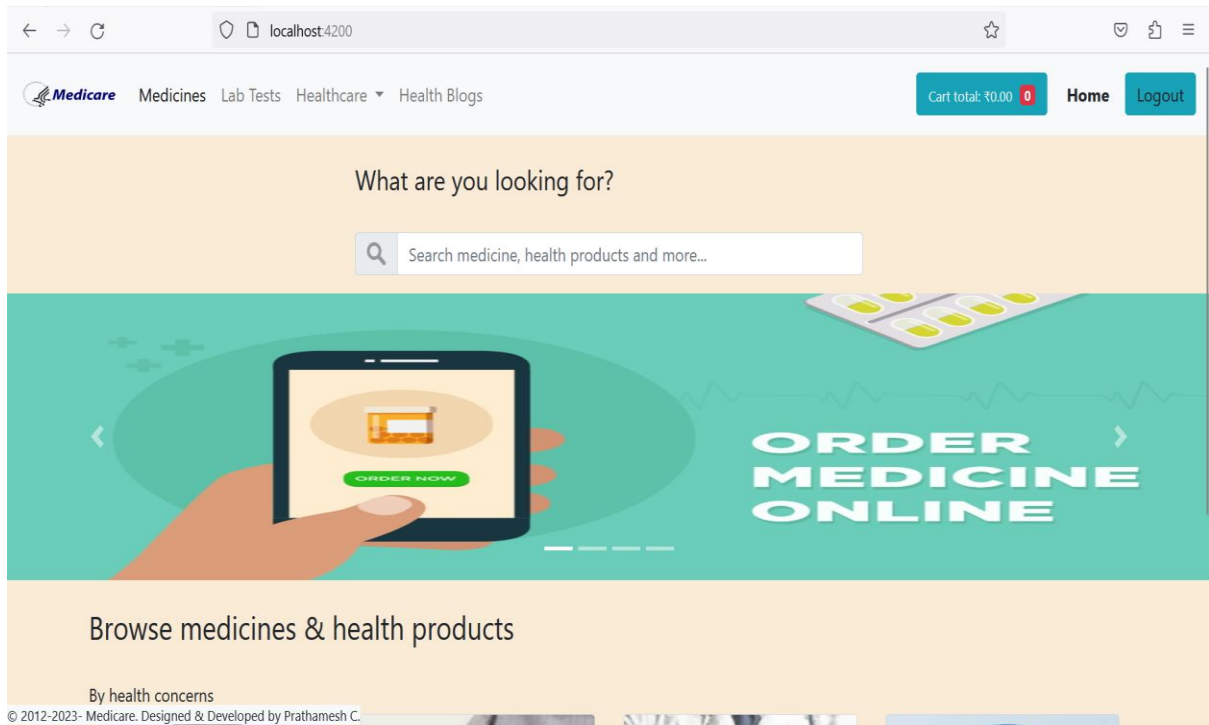 localhost:4200
Medicare Medicines Lab Tests Healthcare Health Blogs Cart total: ₹0.00 0 Home Logout
What are you looking for?
Search medicine, health products and more...
ORDER NOW
ORDER
MEDICINE
ONLINE
Browse medicines & health products
By health concerns
© 2012-2023- Medicare. Designed & Developed by Prathamesh C.